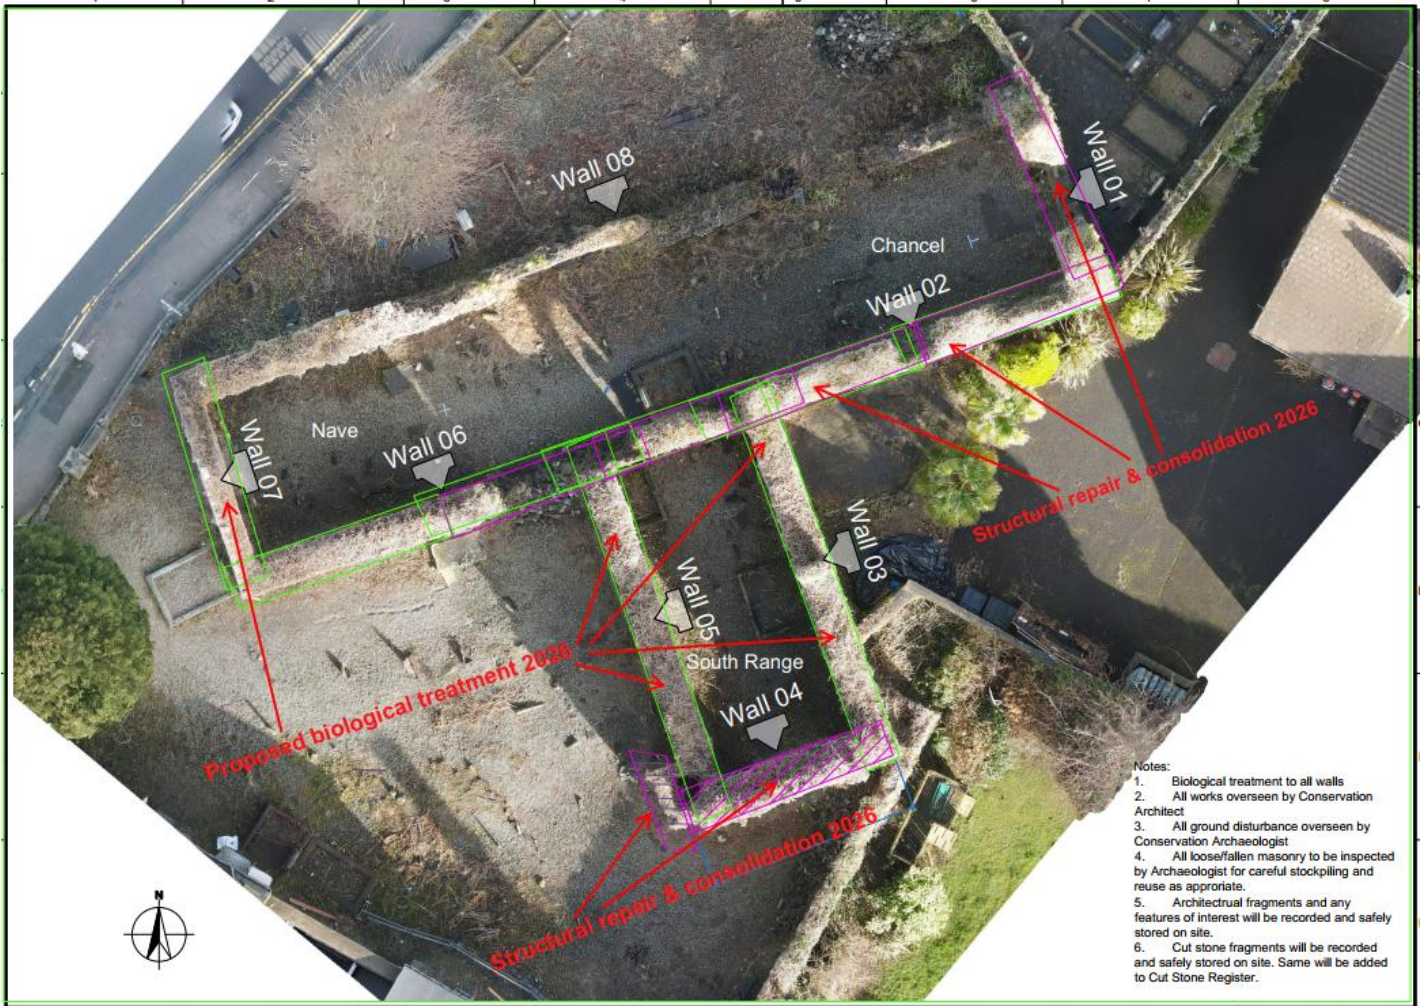 Wall 08
Wall 01
Chancel
Wall 02
Nave
Wall 06
Wall 07
Structural repair & consolidation 2026
Wall 03
Wall 05
Proposed biological treatment 2026
South Range
Wall 04
Structural repair & consolidation 2026
N
Notes:
1. Biological treatment to all walls
2. All works overseen by Conservation
Architect
3. All ground disturbance overseen by
Conservation Archaeologist
4. All loose/fallen masonry to be inspected
by Archaeologist for careful stockpiling and
reuse as approriate.
5. Architectrual fragments and any
features of interest will be recorded and safely
stored on site.
6. Cut stone fragments will be recorded
and safely stored on site. Same will be added
to Cut Stone Register.